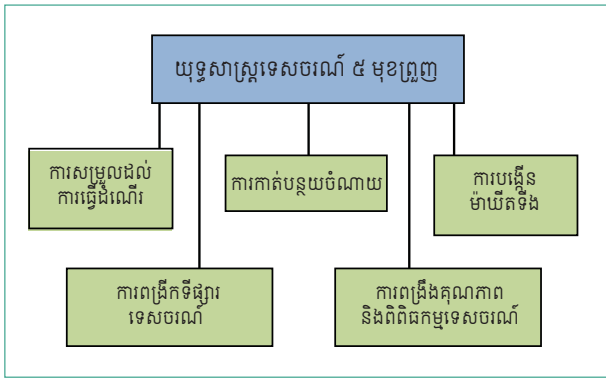 យុទ្ធសាស្ត្រទេសចរណ៍ ៥ មុខព្រួញ
ការសម្រួលដល់
ការធ្វើដំណើរ
ការកាត់បន្ថយចំណាយ
ការបង្កើន
ម៉ាឃីតទីង
ការពង្រីកទីផ្សារ
ទេសចរណ៍
ការពង្រឹងគុណភាព
និងពិពិធកម្មទេសចរណ៍